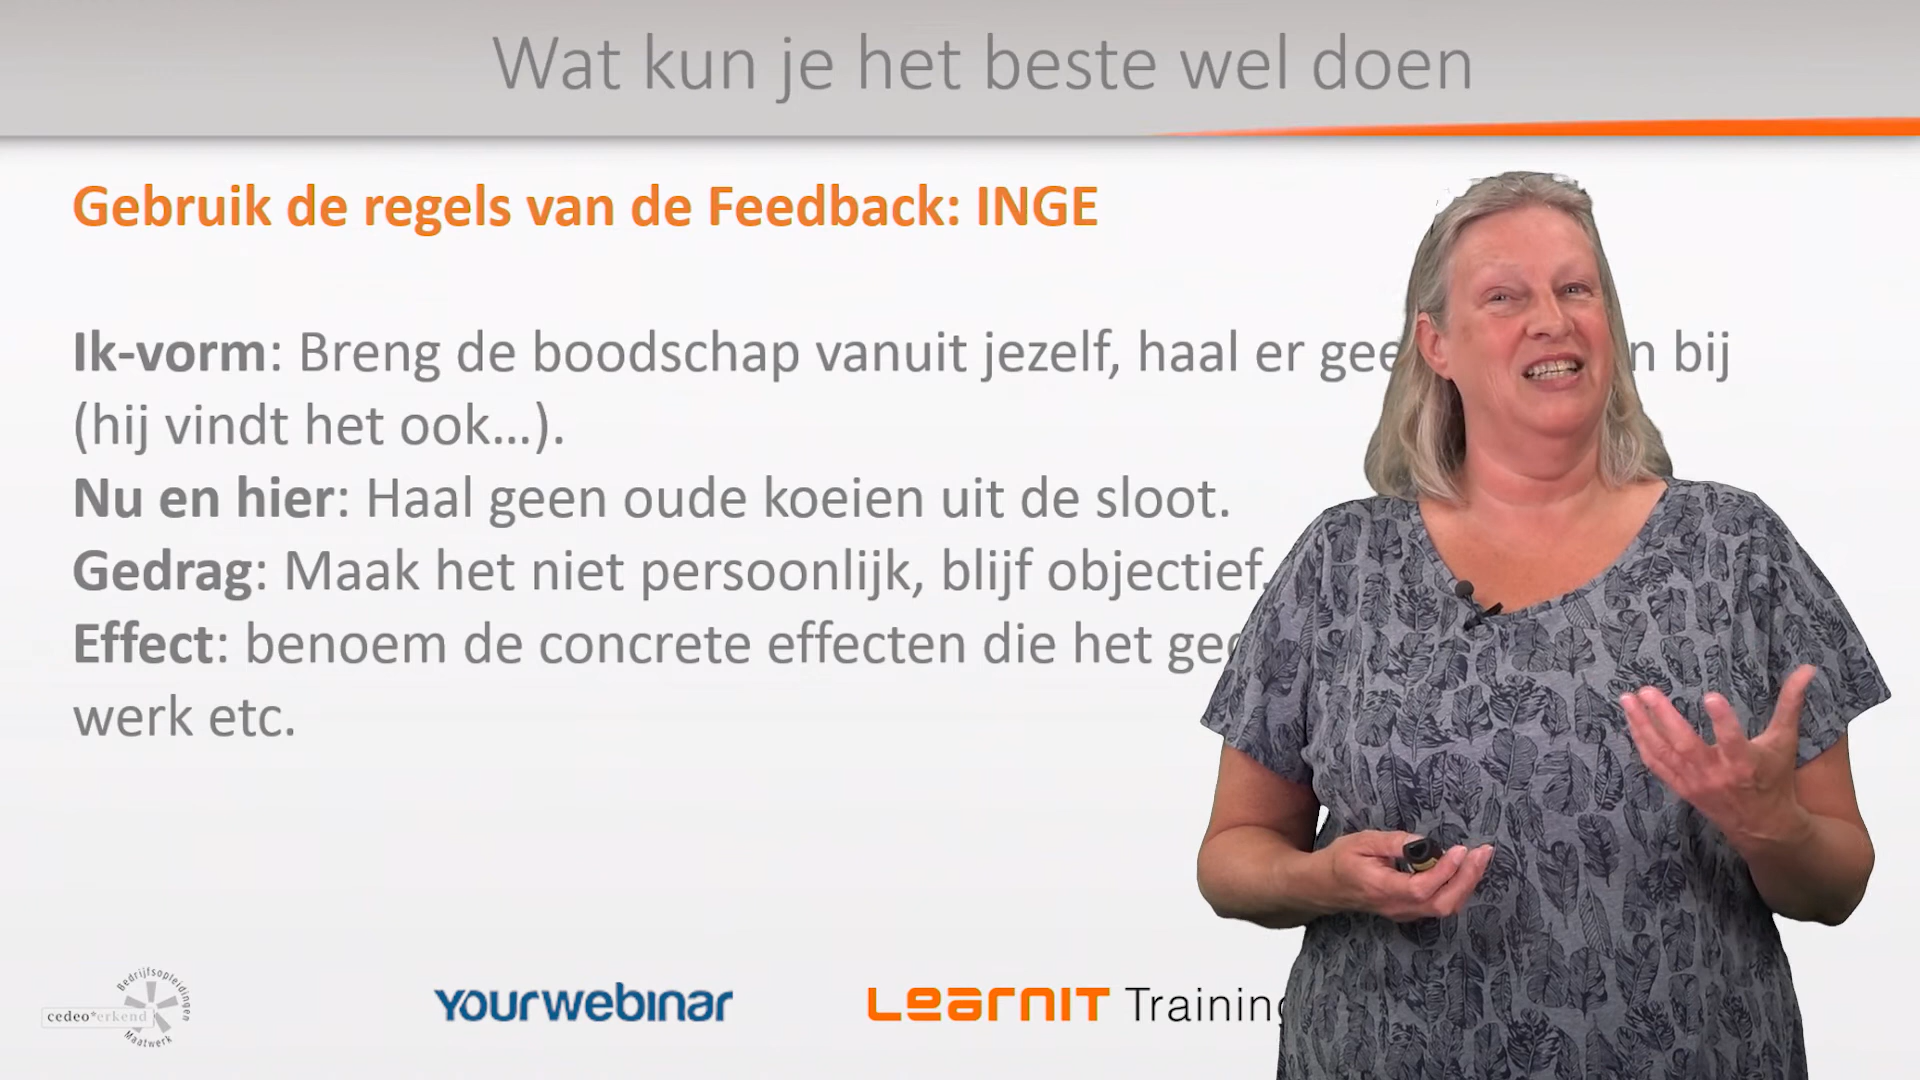 Wat kun je het beste wel doen
Gebruik de regels van de Feedback: INGE
Ik-vorm: Breng de boodschap vanuit jezelf, haal er bij
(hij vindt het ook...).
Nu en hier: Haal geen oude koeien uit de sloot.
Gedrag: Maak het niet persoonlijk, blijf objectief.
Effect: benoem de concrete effecten die het
werk etc.
Bedrijfsopleidingen
cedeo*erkend
Maatwerk
YOURWEBINAR
LearnIT Training